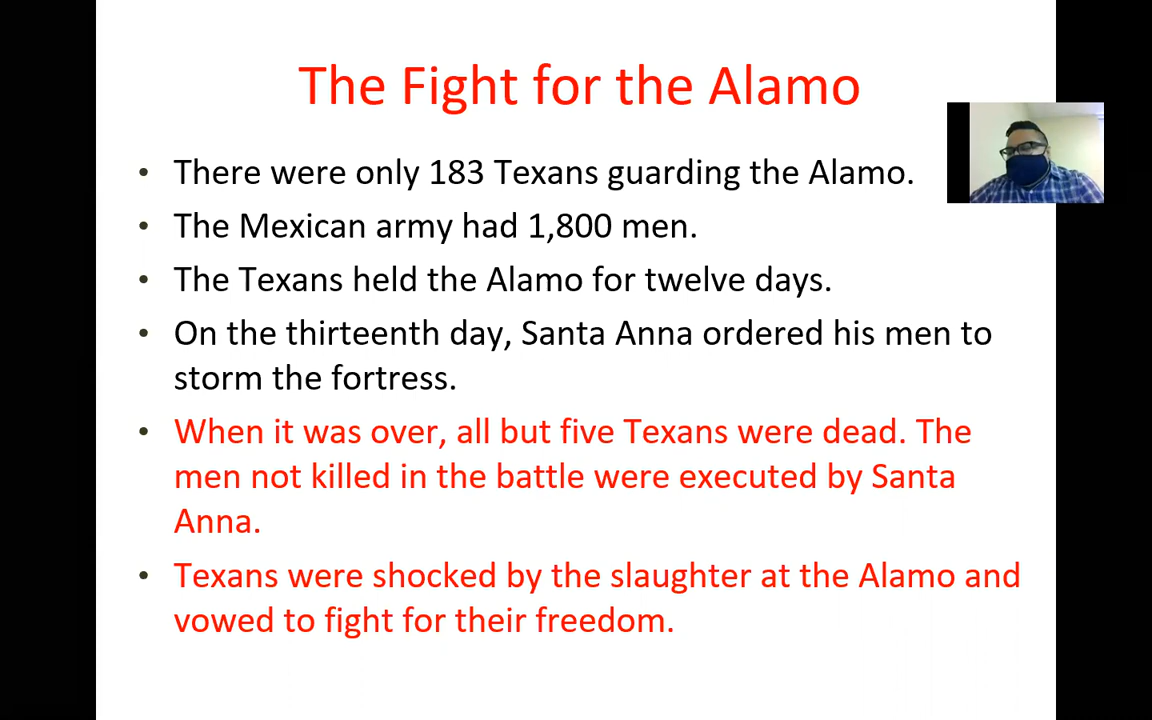 The Fight for the Alamo
• There were only 183 Texans guarding the Alamo.
• The Mexican army had 1,800 men.
• The Texans held the Alamo for twelve days.
• On the thirteenth day, Santa Anna ordered his men to
storm the fortress.
• When it was over, all but five Texans were dead. The
men not killed in the battle were executed by Santa
Anna.
• Texans were shocked by the slaughter at the Alamo and
vowed to fight for their freedom.